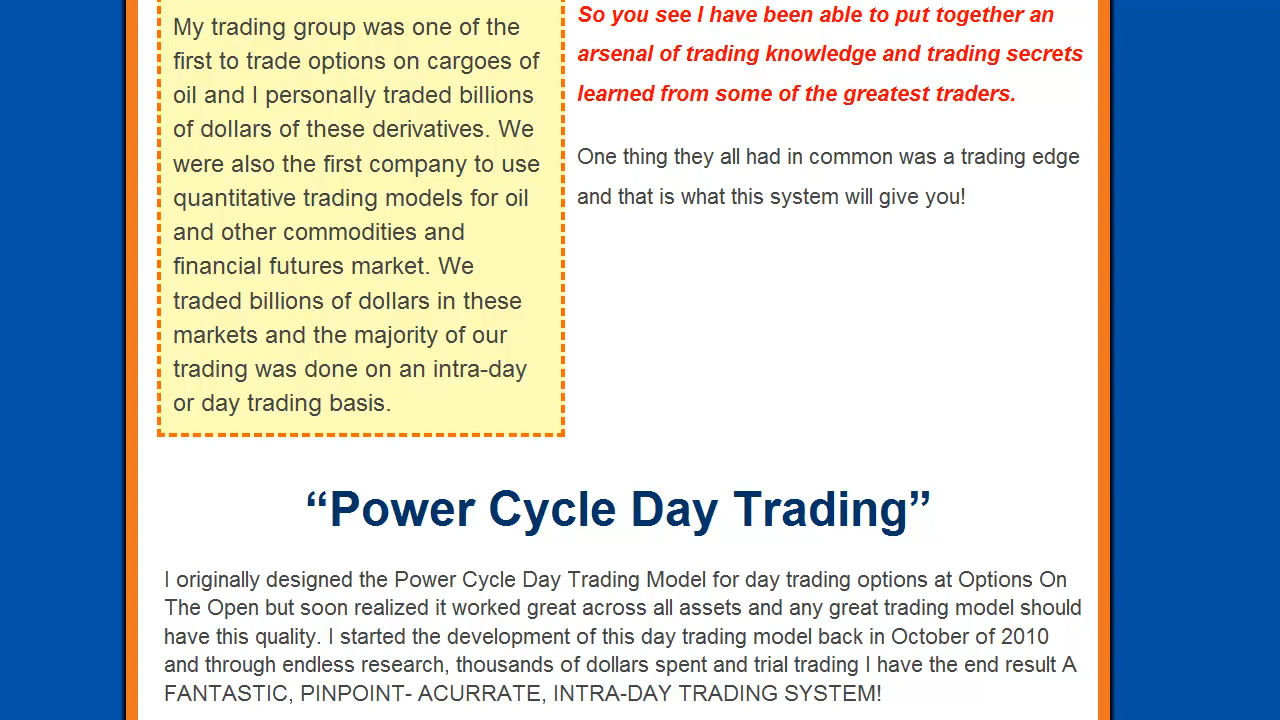 My trading group was one of the
first to trade options on cargoes of
oil and I personally traded billions
of dollars of these derivatives. We
were also the first company to use
quantitative trading models for oil
and other commodities and
financial futures market. We
traded billions of dollars in these
markets and the majority of our
trading was done on an intra-day
or day trading basis.
So you see I have been able to put together an
arsenal of trading knowledge and trading secrets
learned from some of the greatest traders.
One thing they all had in common was a trading edge
and that is what this system will give you!
“Power Cycle Day Trading”
I originally designed the Power Cycle Day Trading Model for day trading options at Options On
The Open but soon realized it worked great across all assets and any great trading model should
have this quality. I started the development of this day trading model back in October of 2010
and through endless research, thousands of dollars spent and trial trading I have the end result A
FANTASTIC, PINPOINT- ACURRATE, INTRA-DAY TRADING SYSTEM!